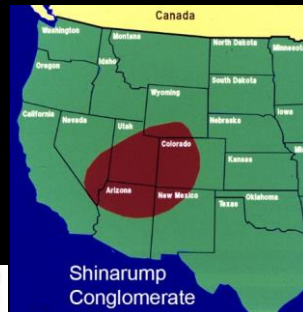 Canada
Washington
Montana
North Dakota
Minnesota
Oregon
Idaho
South Dakota
Wyoming
Iowa
California
Nevada
Nebraska
Utah
Colorado
Kansas
Arizona
New Mexico
Oklahoma
Texas
Shinarump
Conglomerate